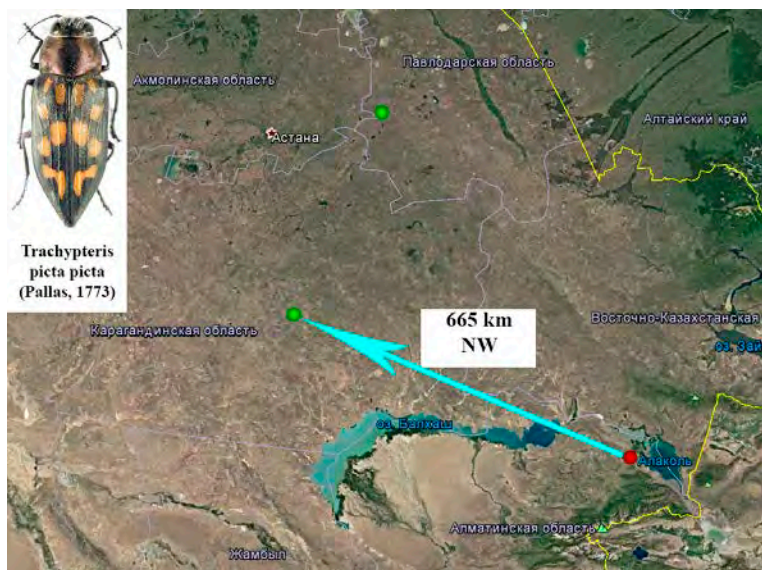 Павлодарская область
Акмолинская область
Алтайский край
Астана
Trachypteris
picta picta
(Pallas, 1773)
665 km
NW
Восточно-Казахстанская
Карагандинская область
оз. Зай
оз. Балхаш
Алаколь
Алматинская область
Жамбыл